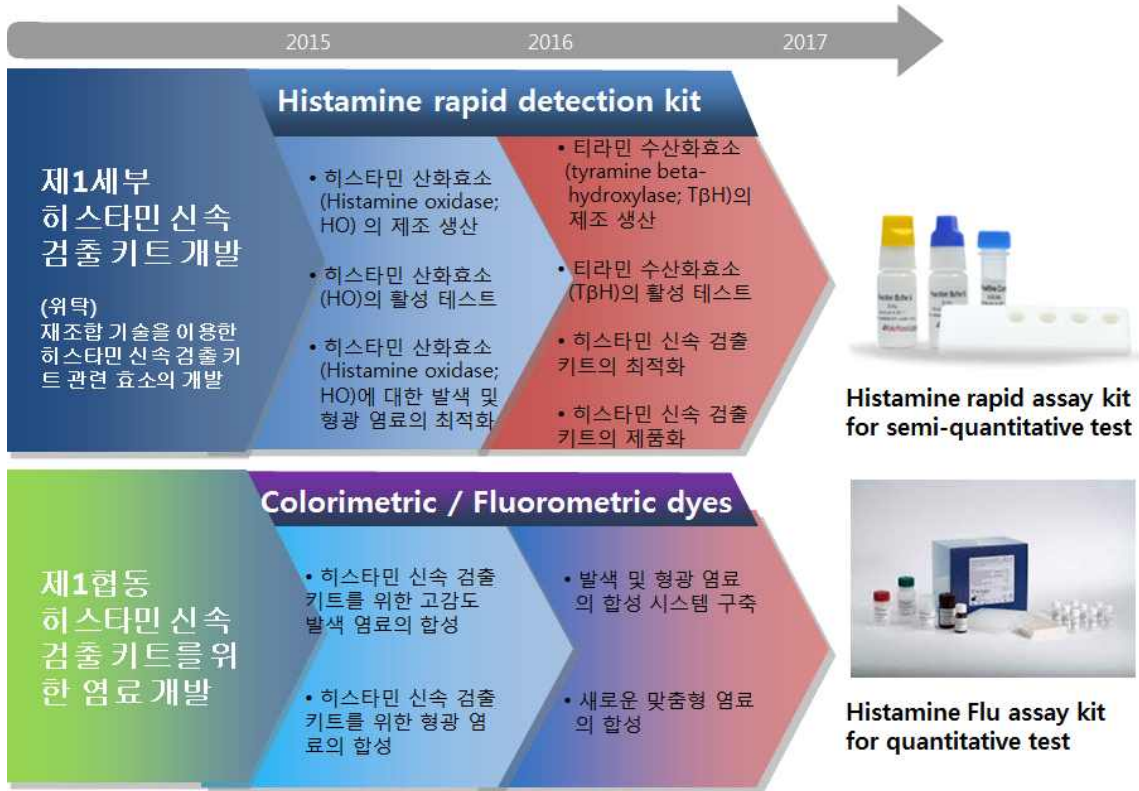 2015 2016 2017
Histamine rapid detection kit
제1세부
히스타민 신속
검출 키트 개발
(위탁)
재조합 기술을 이용한
히스타민 신속 검출 키
트 관련 효소의 개발
• 히스타민 산화효소
(Histamine oxidase;
HO) 의 제조 생산
• 히스타민 산화효소
(HO)의 활성 테스트
• 히스타민 산화효소
(Histamine oxidase;
HO)에 대한 발색 및
형광 염료의 최적화
• 티라민 수산화효소
(tyramine beta-
hydroxylase; TβH)의
제조 생산
• 티라민 수산화효소
(TβH)의 활성 테스트
• 히스타민 신속 검출
키트의 최적화
• 히스타민 신속 검출
키트의 제품화
Histamine rapid assay kit
for semi-quantitative test
Colorimetric / Fluorometric dyes
제1협동
히스타민 신속
검출 키트를 위
한 염료 개발
• 히스타민 신속 검출
키트를 위한 고감도
발색 염료의 합성
• 히스타민 신속 검출
키트를 위한 형광 염
료의 합성
• 발색 및 형광 염료
의 합성 시스템 구축
• 새로운 맞춤형 염료
의 합성
Histamine Flu assay kit
for quantitative test